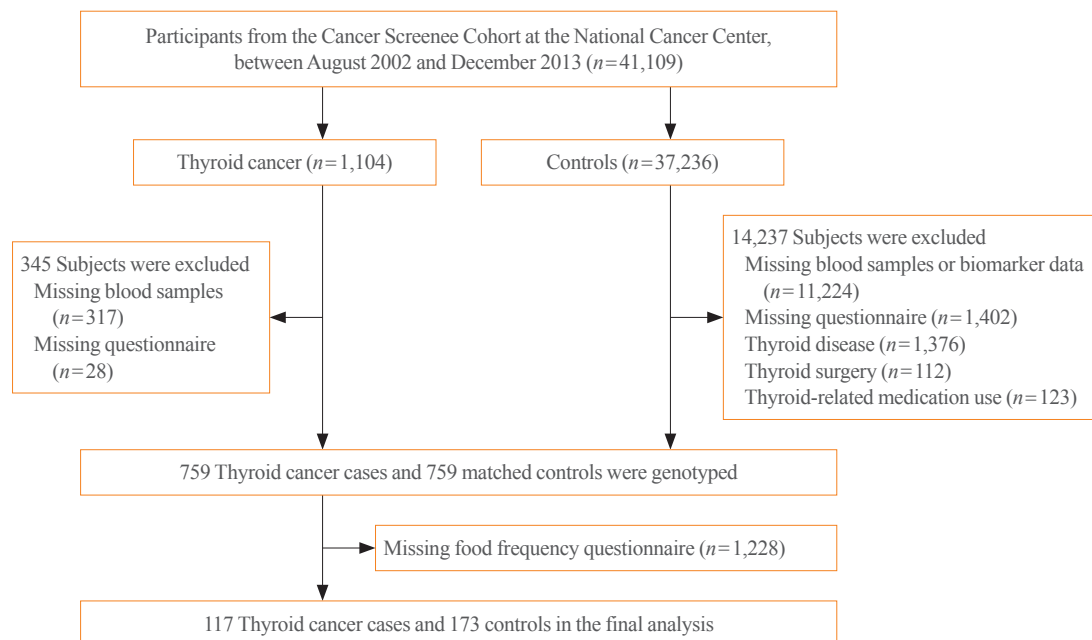 Participants from the Cancer Screenee Cohort at the National Cancer Center,
between August 2002 and December 2013 (n=41,109)
Thyroid cancer (n=1,104)
Controls (n=37,236)
345 Subjects were excluded
Missing blood samples
(n=317)
Missing questionnaire
(n=28)
14,237 Subjects were excluded
Missing blood samples or biomarker data
(n=11,224)
Missing questionnaire (n=1,402)
Thyroid disease (n=1,376)
Thyroid surgery (n=112)
Thyroid-related medication use (n=123)
759 Thyroid cancer cases and 759 matched controls were genotyped
Missing food frequency questionnaire (n=1,228)
117 Thyroid cancer cases and 173 controls in the final analysis